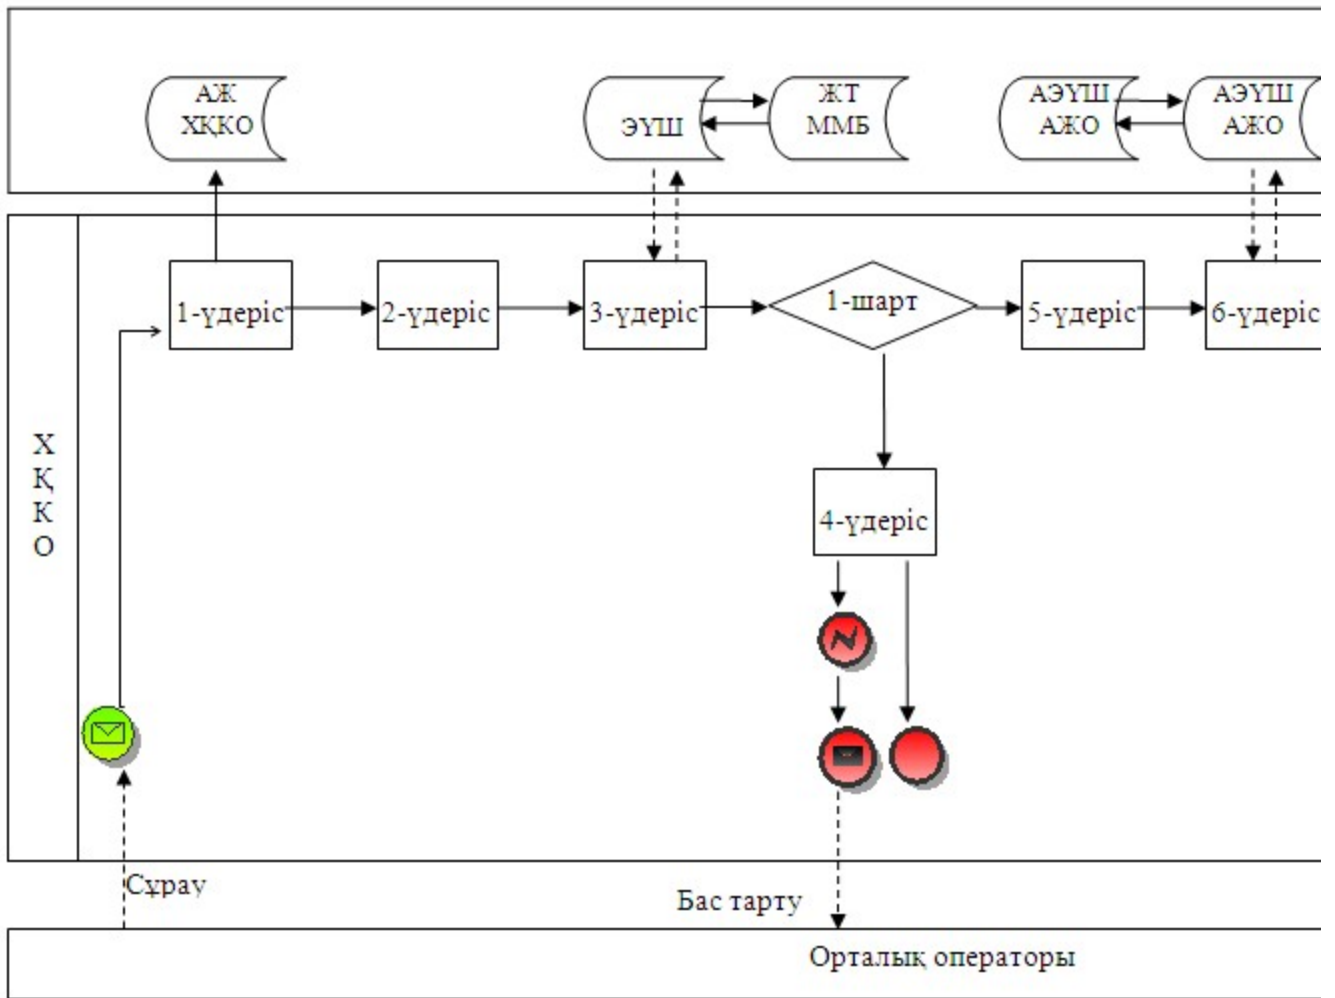 АЖ
ХҚКО
ЭҮШ
ЖТ
ММБ
АЭҮШ
АЖО
АЭҮШ
АЖО
1-үдеріс
2-үдеріс
3-үдеріс
1-шарт
5-үдеріс
6-үдеріс
Х
Қ
К
О
4-үдеріс
Сұрау
Бас тарту
Орталық операторы